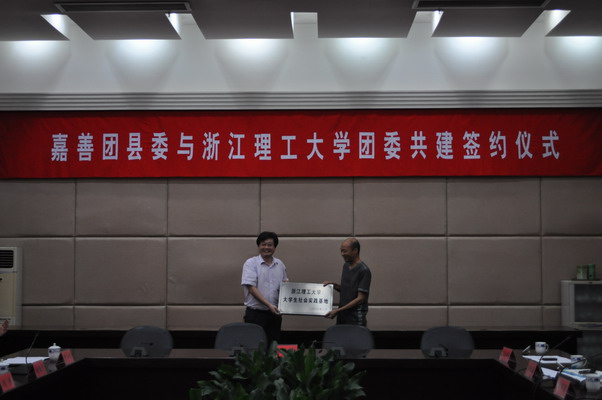 嘉善团县委与浙江理工大学团委共建签约仪式
浙江理工大学
大学生社会实践基地